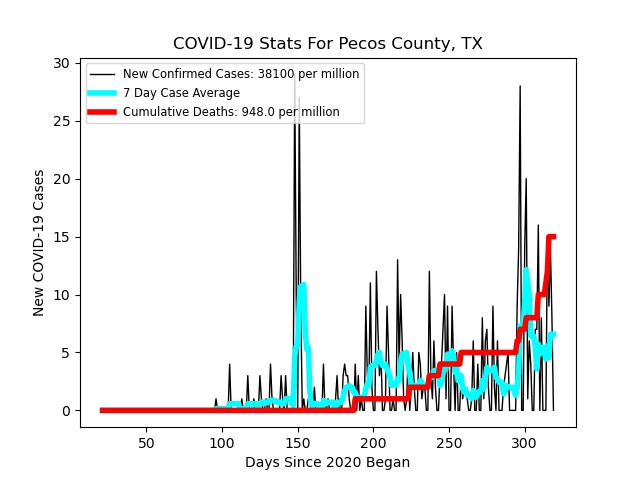 COVID-19 Stats For Pecos County, TX
New Confirmed Cases: 38100 per million
7 Day Case Average
Cumulative Deaths: 948.0 per million
New COVID-19 Cases
30
25
20
15
10
5
0
50 100 150 200 250 300
Days Since 2020 Began